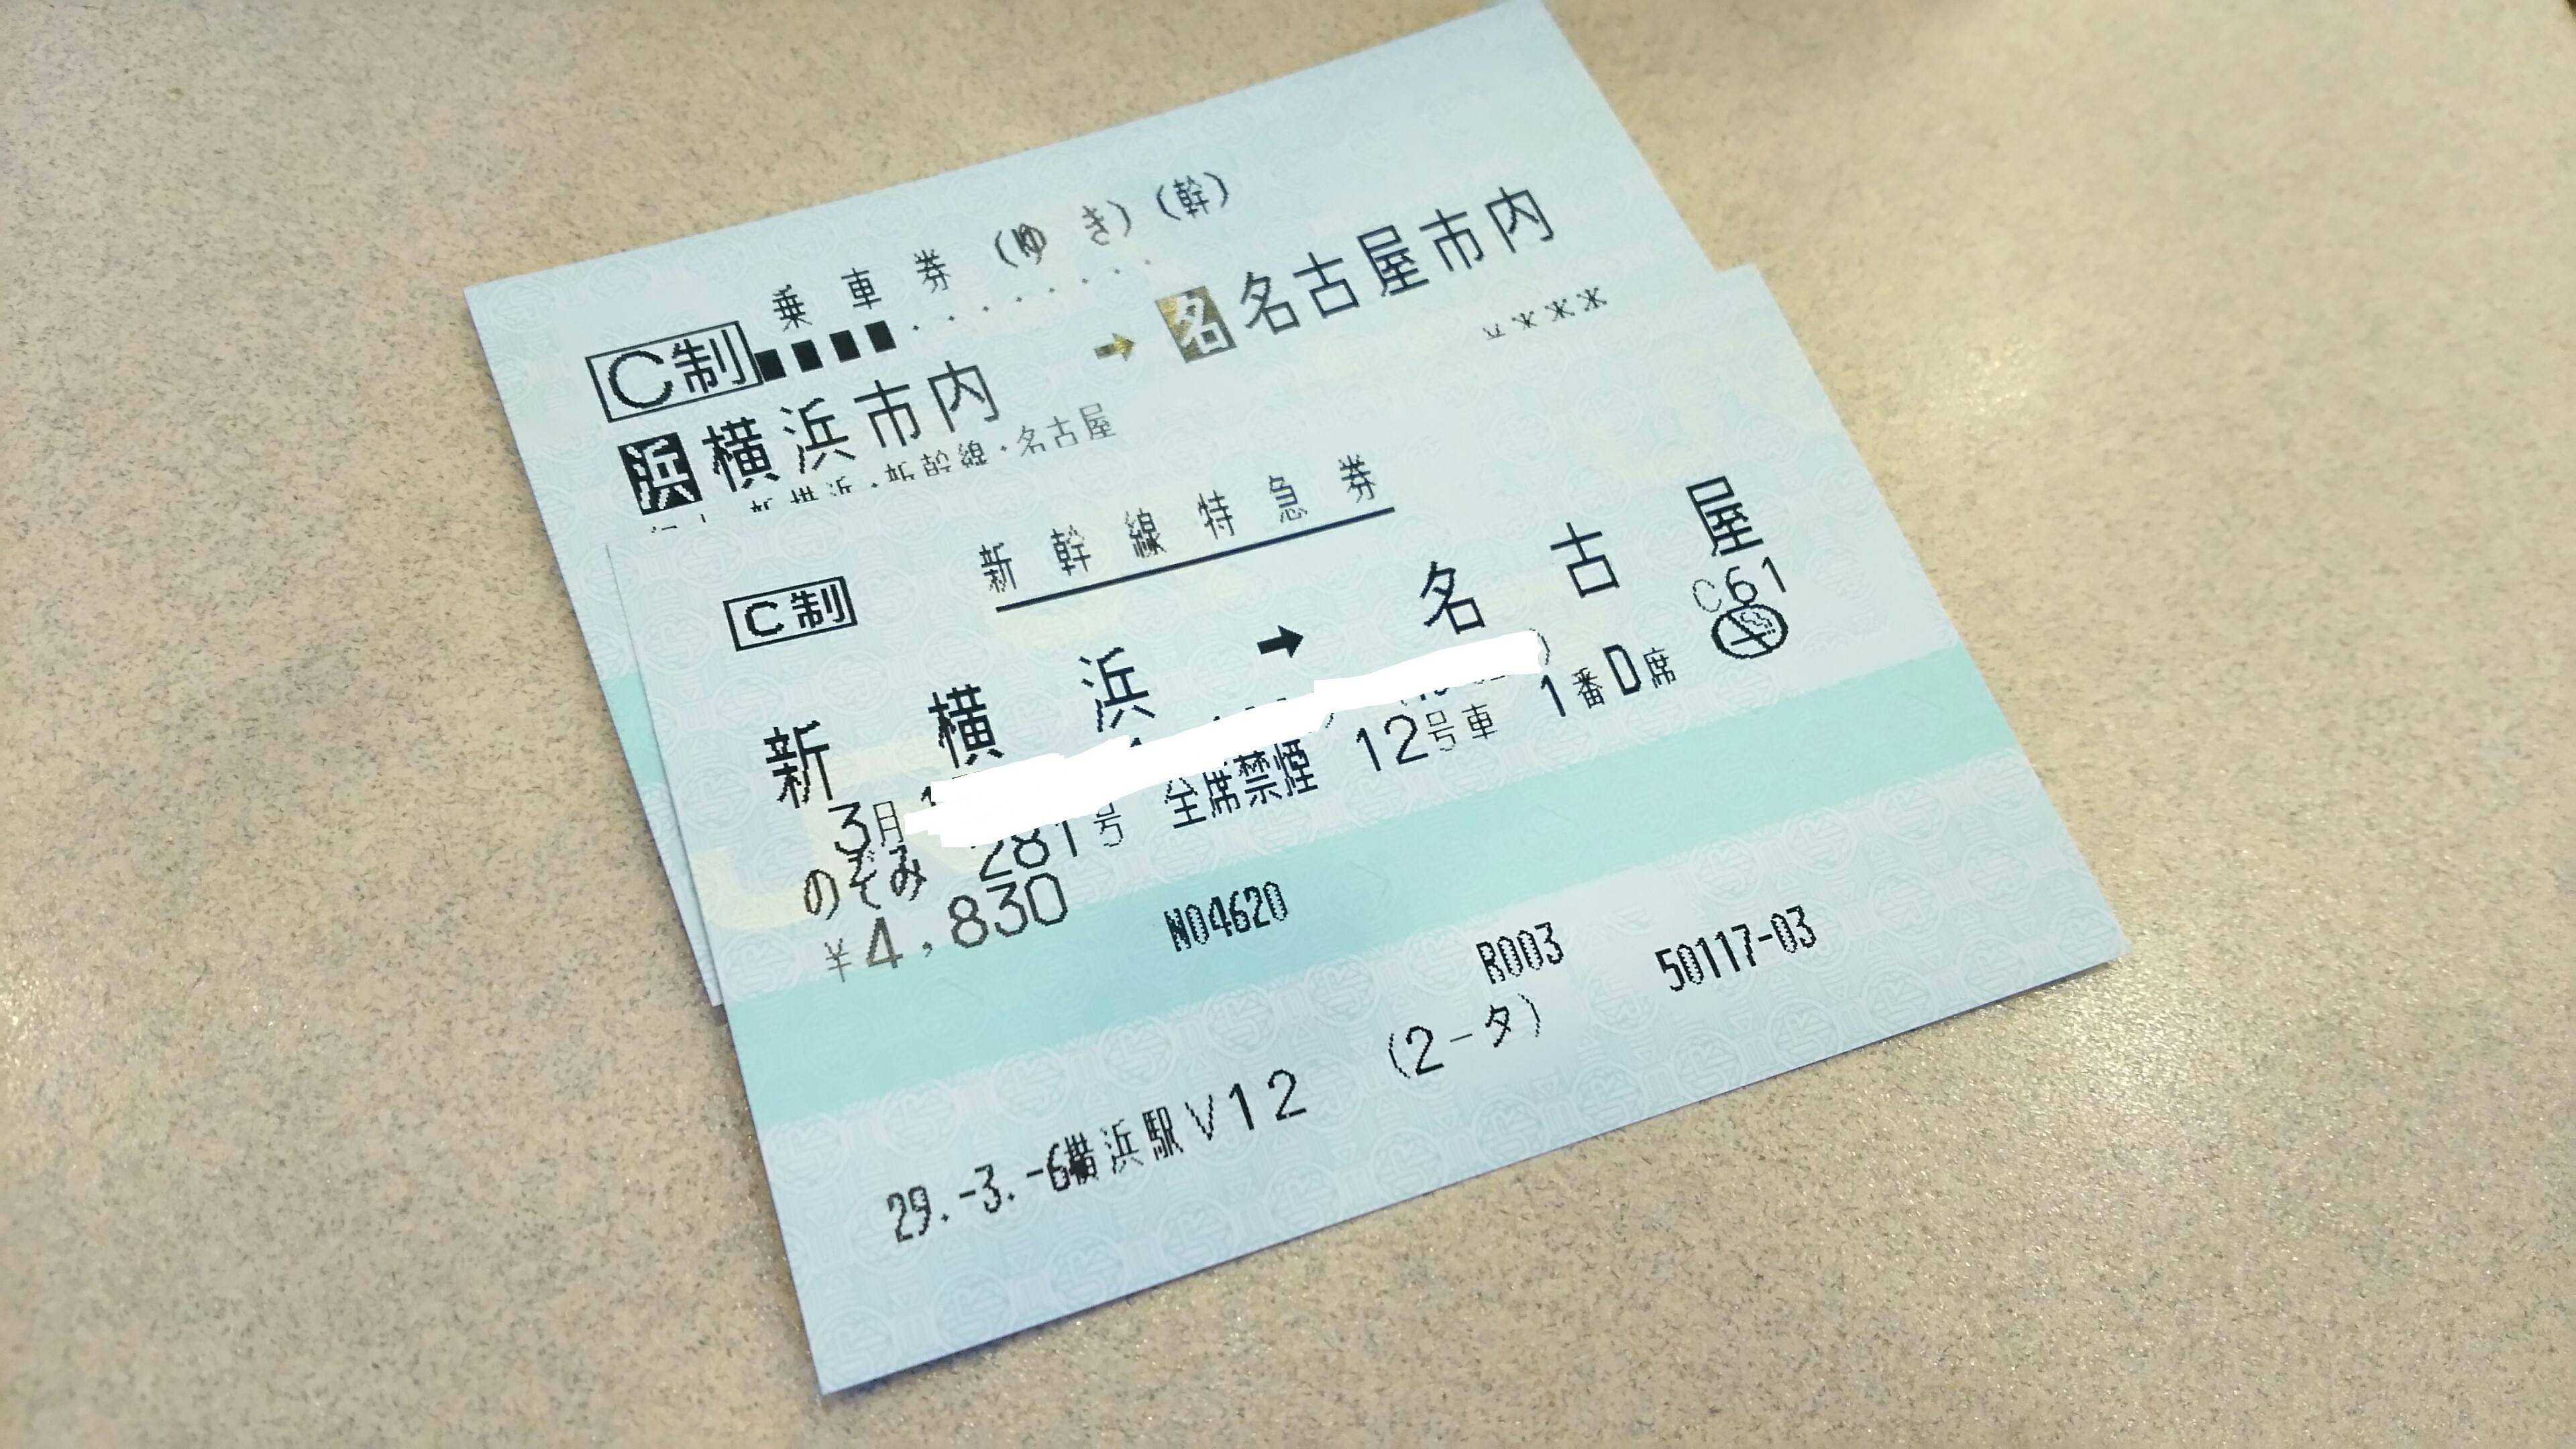 乗車券 (ゆき) (幹)
C制
浜 横浜市内 → 名 名古屋市内
新横浜・新幹線・名古屋
新幹線特急券
C制
新横浜 → 名古屋
3月
C61
のぞみ 281号 全席禁煙 12号車 1番D席
¥4,830
N04620
R003 50117-03
29.-3.-6横浜駅V12 (2-タ)